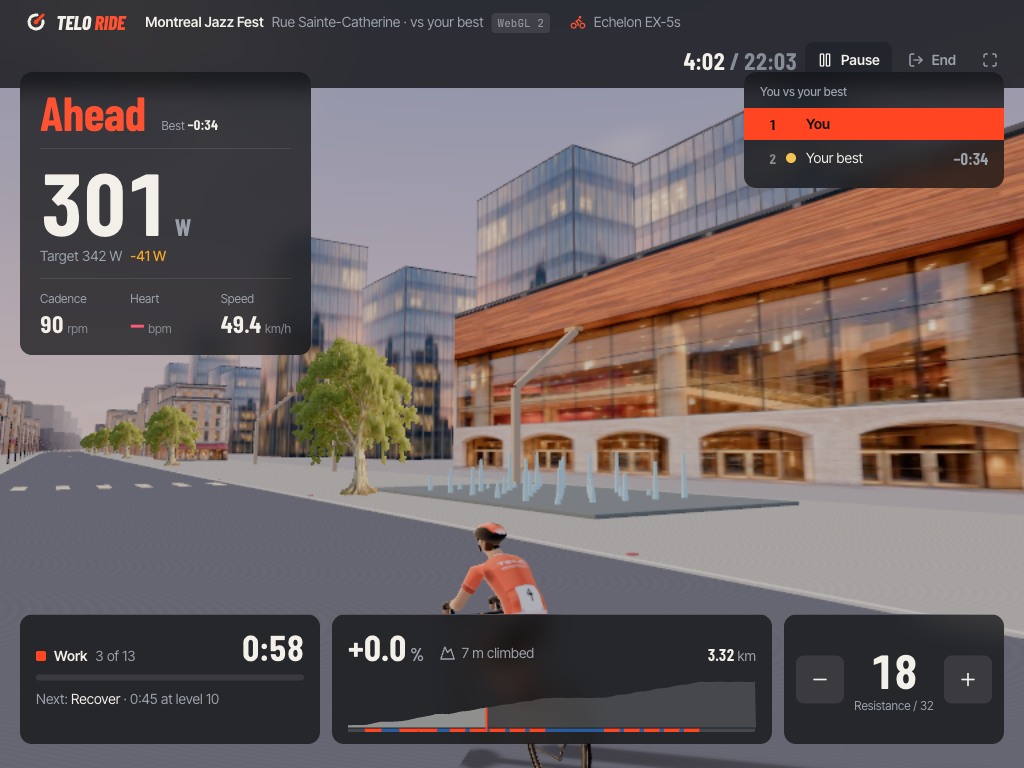 TELO RIDE Montreal Jazz Fest Rue Sainte-Catherine · vs your best WebGL 2 Echelon EX-5s
4:02 / 22:03 Pause End
Ahead Best −0:34
301 W
Target 342 W -41 W
Cadence Heart Speed
90 rpm – bpm 49.4 km/h
You vs your best
1 You
2 Your best −0:34
Work 3 of 13 0:58
Next: Recover · 0:45 at level 10
+0.0 % 7 m climbed 3.32 km
− 18 +
Resistance / 32